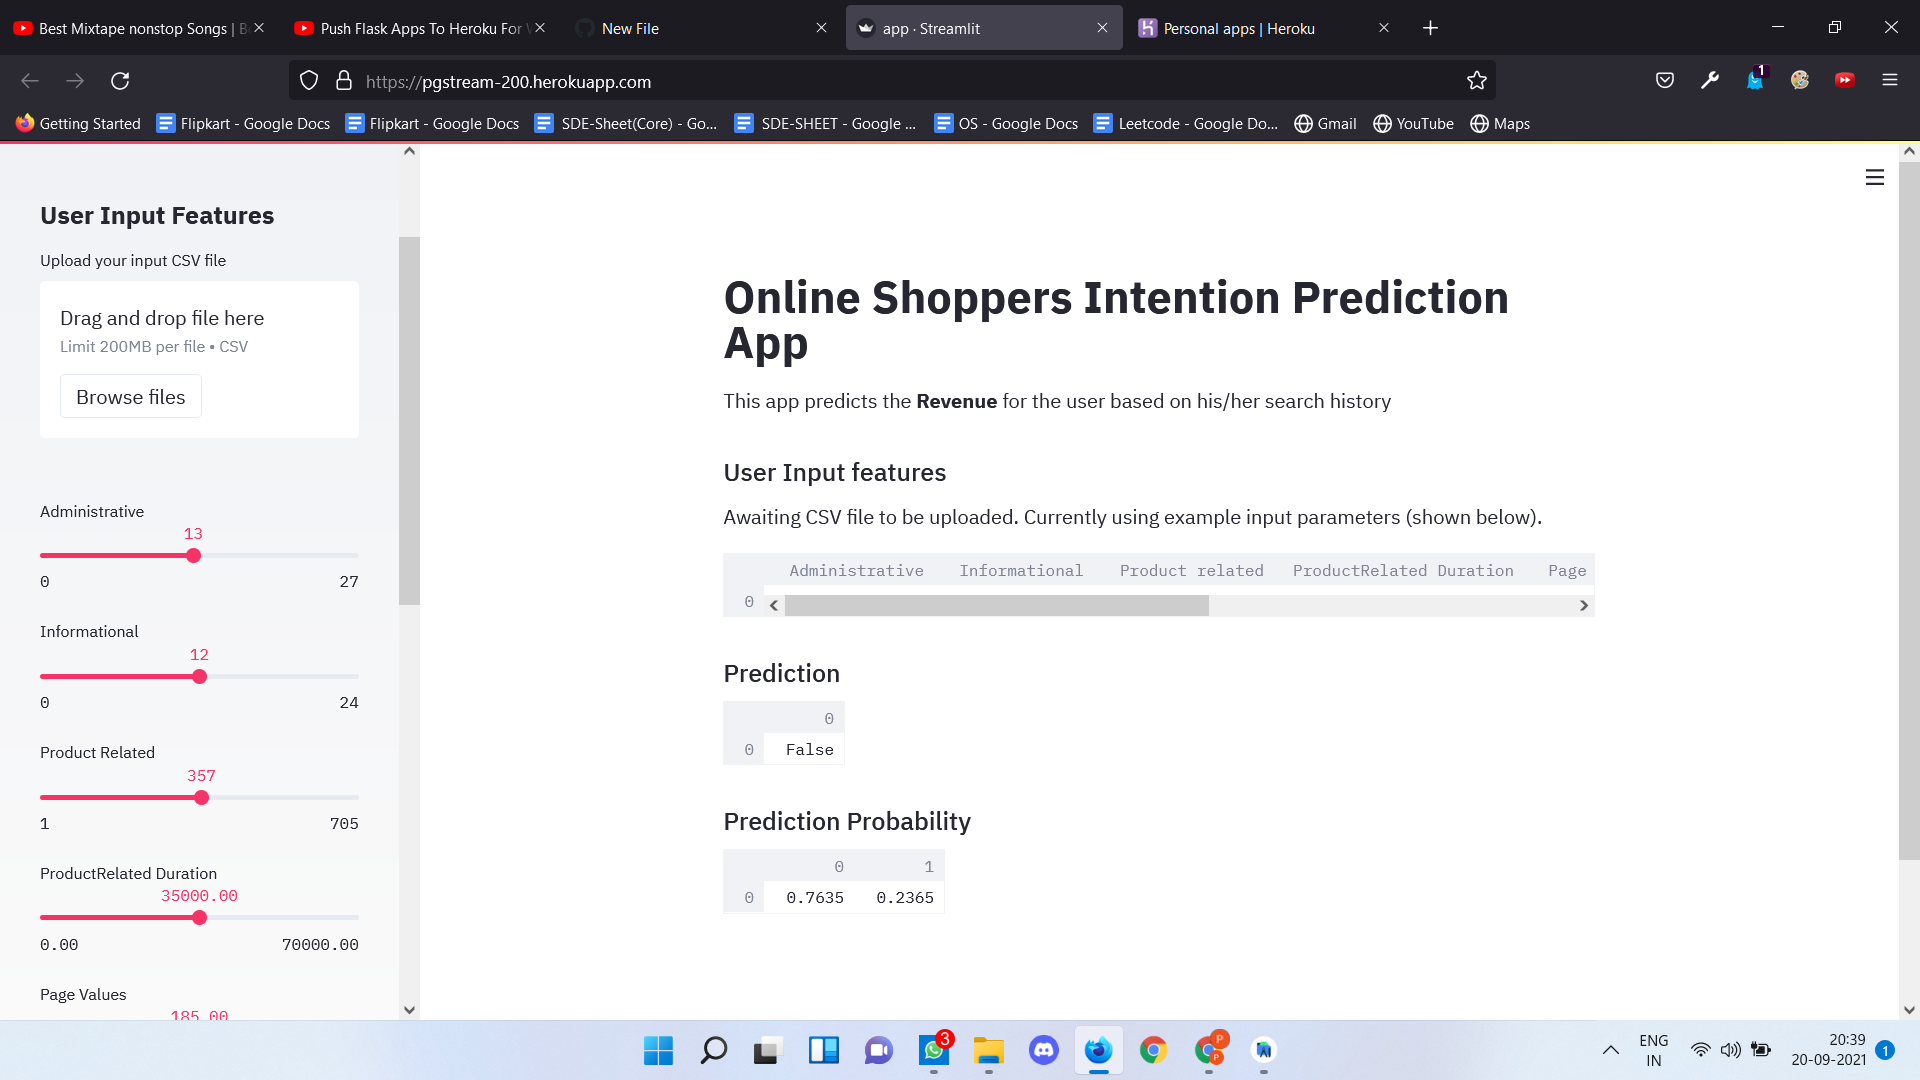 Best Mixtape nonstop Songs |
Push Flask Apps To Heroku For
New File
app · Streamlit
Personal apps | Heroku
https://pgstream-200.herokuapp.com
1
Getting Started
Flipkart - Google Docs
Flipkart - Google Docs
SDE-Sheet(Core) - Go...
SDE-SHEET - Google ...
OS - Google Docs
Leetcode - Google Do...
Gmail
YouTube
Maps
User Input Features
Upload your input CSV file
Drag and drop file here
Limit 200MB per file • CSV
Browse files
Administrative
13
0 27
Informational
12
0 24
Product Related
357
1 705
ProductRelated Duration
35000.00
0.00 70000.00
Page Values
185.00
Online Shoppers Intention Prediction
App
This app predicts the Revenue for the user based on his/her search history
User Input features
Awaiting CSV file to be uploaded. Currently using example input parameters (shown below).
Administrative Informational Product related ProductRelated Duration Page
0
Prediction
0
0 False
Prediction Probability
0 1
0 0.7635 0.2365
3
P
P
ENG
IN
20:39
20-09-2021
1